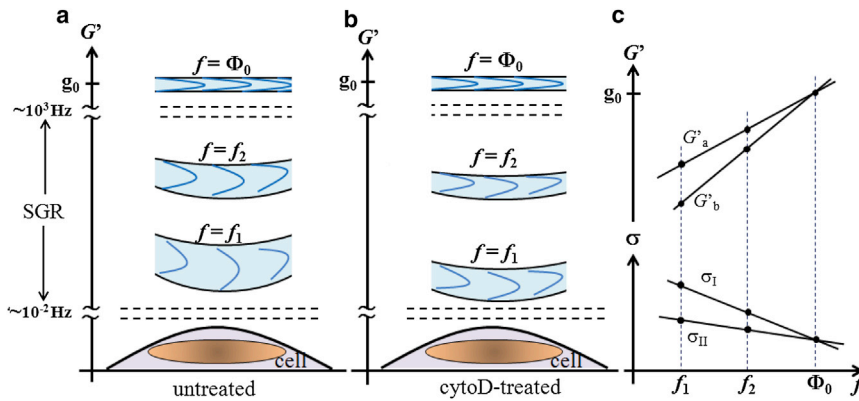 a
G'
f = Φ₀
g₀
~10³Hz
f = f₂
SGR
f = f₁
~10⁻²Hz
cell
untreated
b
G'
f = Φ₀
g₀
f = f₂
f = f₁
cell
cytoD-treated
c
G'
g₀
G'ₐ
G'b
σ
σI
σII
f₁
f₂
Φ₀
f